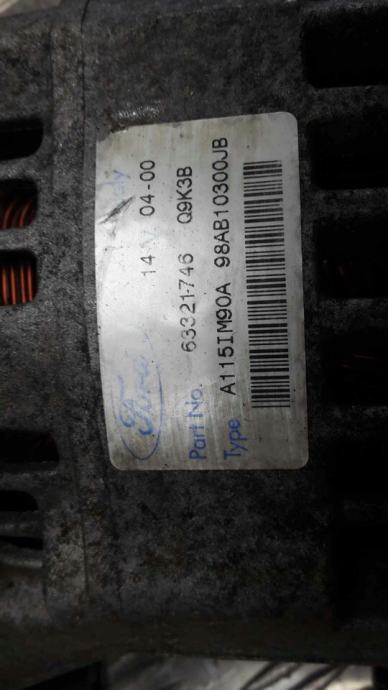 Ford
14 V 04-00
Part No. 63321746 Q9K3B
Type A115IM90A 98AB10300JB